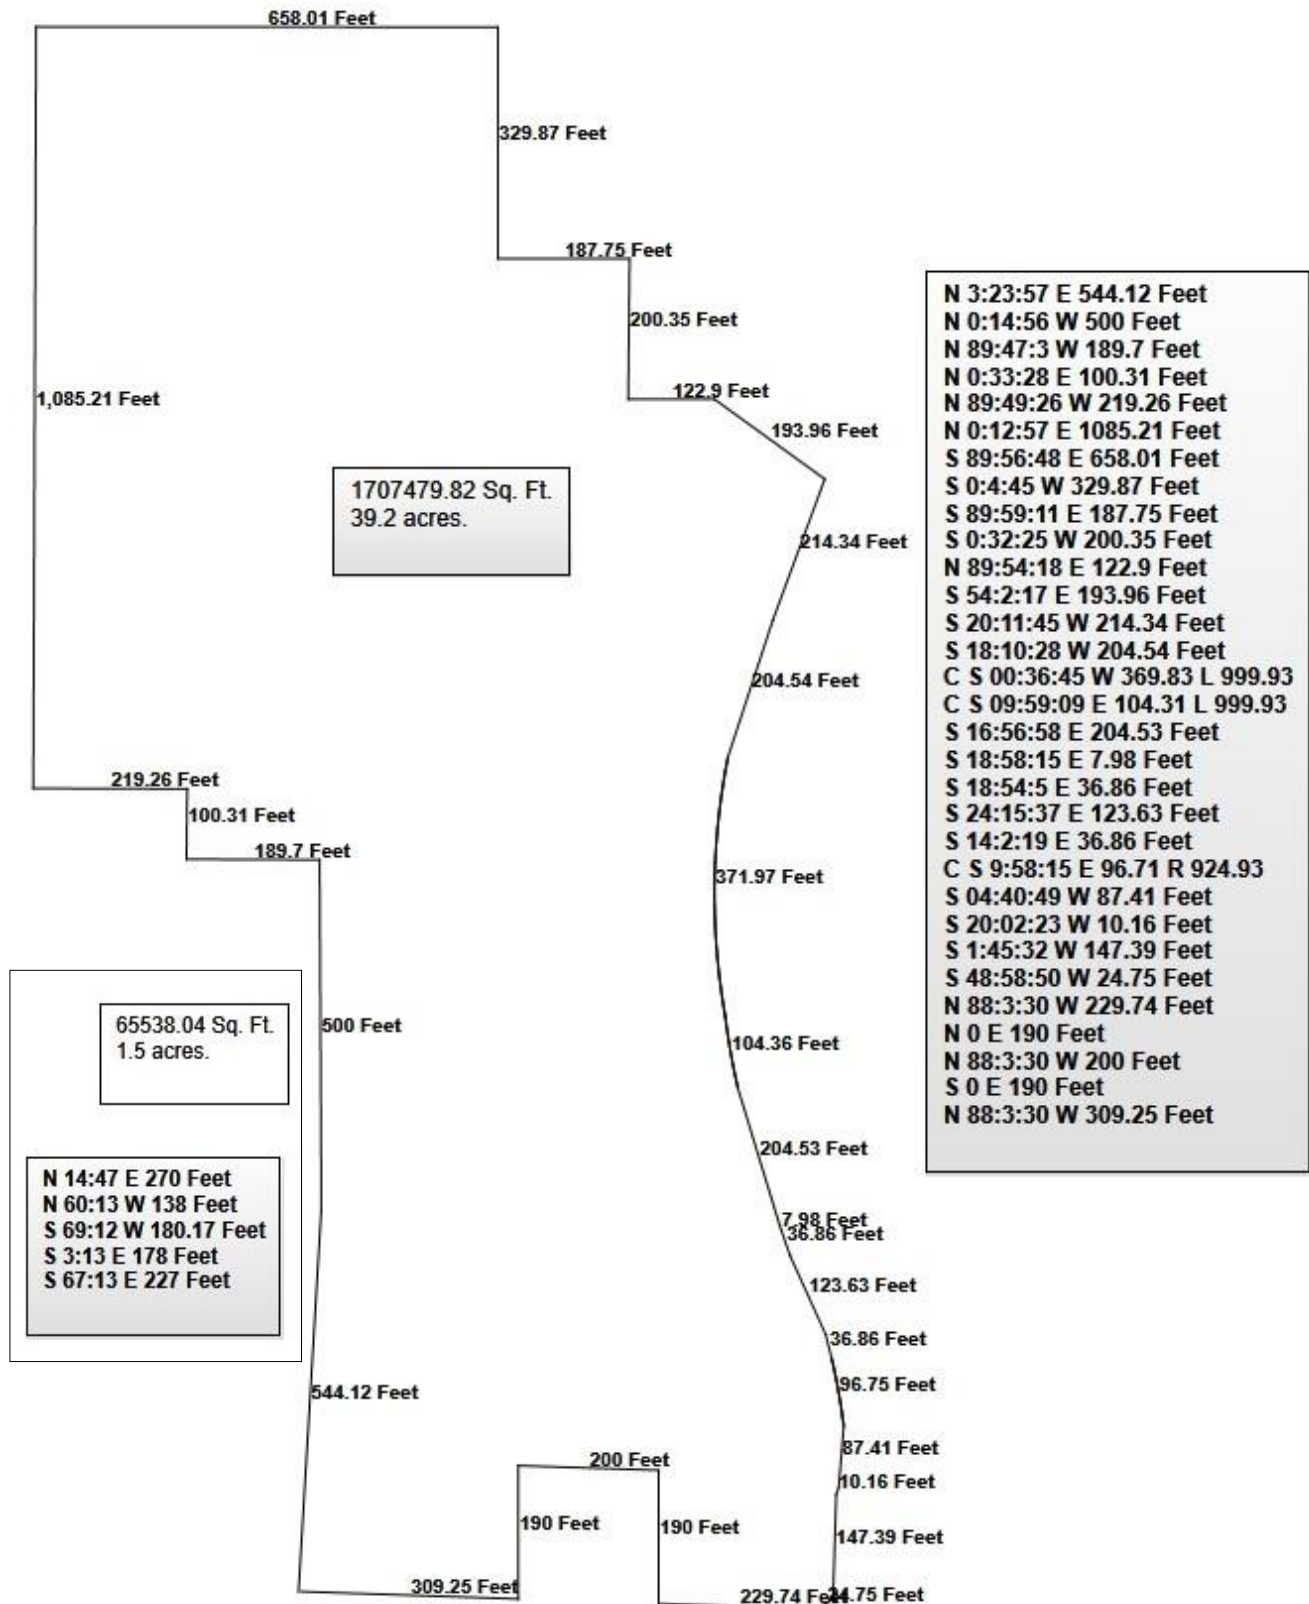 658.01 Feet
329.87 Feet
187.75 Feet
200.35 Feet
1,085.21 Feet
122.9 Feet
193.96 Feet
1707479.82 Sq. Ft.
39.2 acres.
214.34 Feet
204.54 Feet
219.26 Feet
100.31 Feet
189.7 Feet
371.97 Feet
500 Feet
104.36 Feet
204.53 Feet
7.98 Feet
36.86 Feet
123.63 Feet
36.86 Feet
96.75 Feet
544.12 Feet
87.41 Feet
200 Feet
10.16 Feet
190 Feet
190 Feet
147.39 Feet
309.25 Feet
229.74 Feet
24.75 Feet
65538.04 Sq. Ft.
1.5 acres.
N 14:47 E 270 Feet
N 60:13 W 138 Feet
S 69:12 W 180.17 Feet
S 3:13 E 178 Feet
S 67:13 E 227 Feet
N 3:23:57 E 544.12 Feet
N 0:14:56 W 500 Feet
N 89:47:3 W 189.7 Feet
N 0:33:28 E 100.31 Feet
N 89:49:26 W 219.26 Feet
N 0:12:57 E 1085.21 Feet
S 89:56:48 E 658.01 Feet
S 0:4:45 W 329.87 Feet
S 89:59:11 E 187.75 Feet
S 0:32:25 W 200.35 Feet
N 89:54:18 E 122.9 Feet
S 54:2:17 E 193.96 Feet
S 20:11:45 W 214.34 Feet
S 18:10:28 W 204.54 Feet
C S 00:36:45 W 369.83 L 999.93
C S 09:59:09 E 104.31 L 999.93
S 16:56:58 E 204.53 Feet
S 18:58:15 E 7.98 Feet
S 18:54:5 E 36.86 Feet
S 24:15:37 E 123.63 Feet
S 14:2:19 E 36.86 Feet
C S 9:58:15 E 96.71 R 924.93
S 04:40:49 W 87.41 Feet
S 20:02:23 W 10.16 Feet
S 1:45:32 W 147.39 Feet
S 48:58:50 W 24.75 Feet
N 88:3:30 W 229.74 Feet
N 0 E 190 Feet
N 88:3:30 W 200 Feet
S 0 E 190 Feet
N 88:3:30 W 309.25 Feet